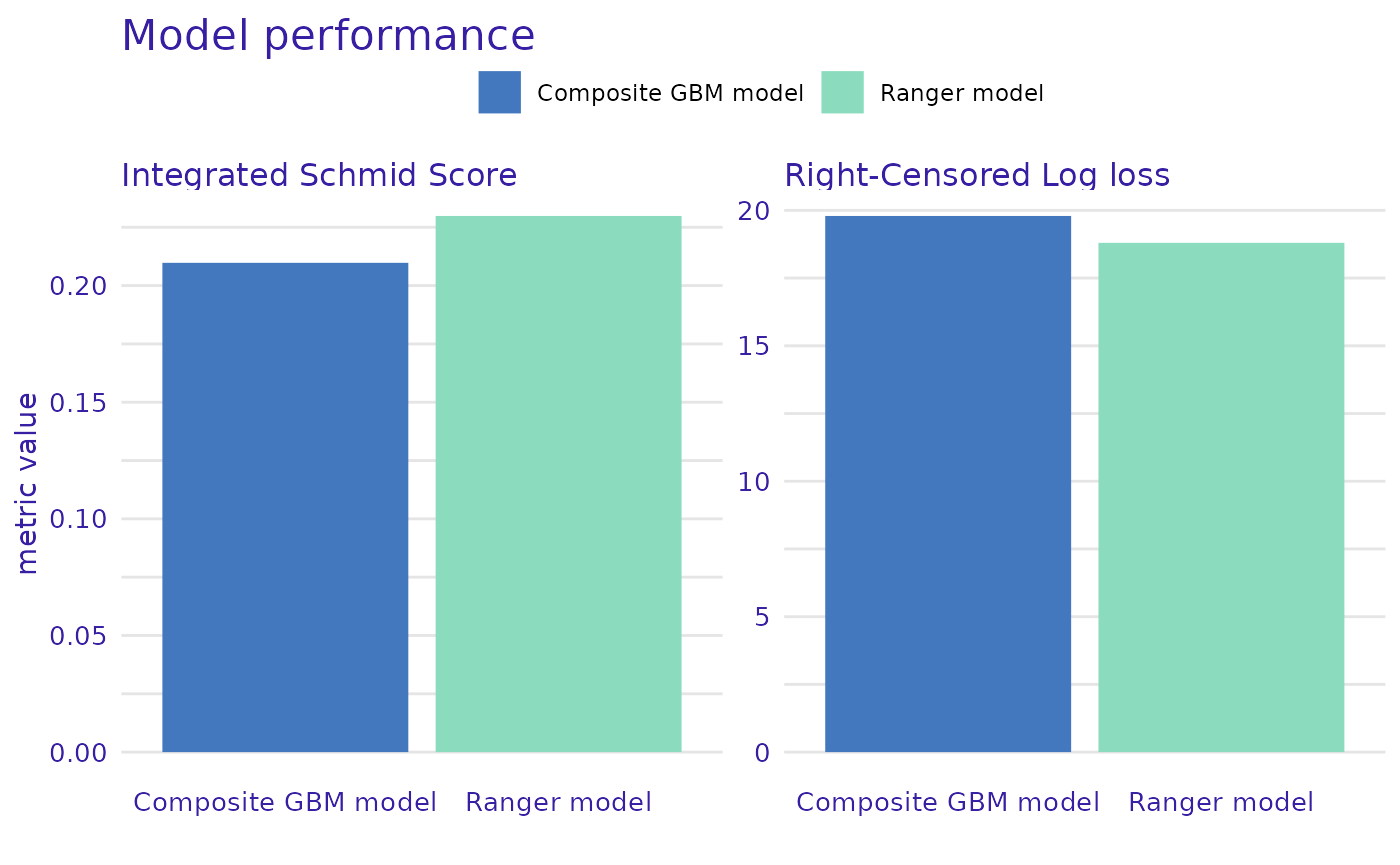 Model performance
Composite GBM model
Ranger model
Integrated Schmid Score
Right-Censored Log loss
metric value
0.20
0.15
0.10
0.05
0.00
20
15
10
5
0
Composite GBM model
Ranger model
Composite GBM model
Ranger model